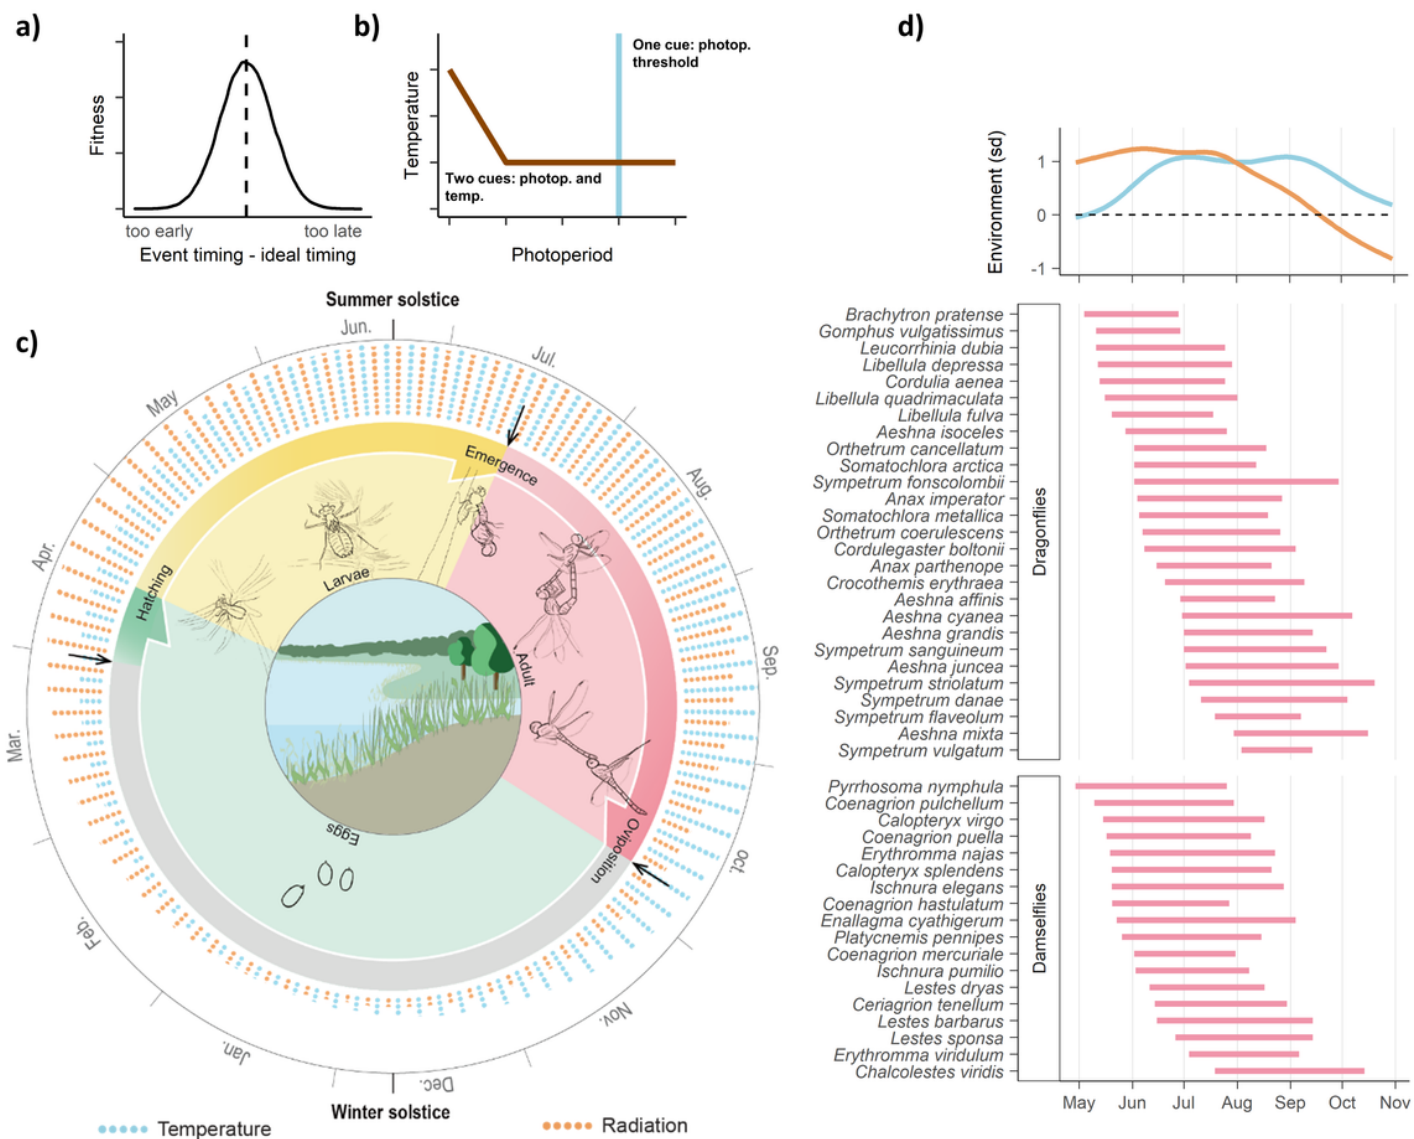 a)
Fitness
too early
too late
Event timing - ideal timing
b)
Temperature
One cue: photop.
threshold
Two cues: photop. and
temp.
Photoperiod
c)
Summer solstice
Jun.
Jul.
Aug.
Sep.
oct.
Nov.
Dec.
Jan.
Feb.
Mar.
Apr.
May
Emergence
Hatching
Larvae
Adult
Eggs
Oviposition
Winter solstice
Temperature
Radiation
d)
Environment (sd)
1
0
-1
Dragonflies
Brachytron pratense
Gomphus vulgatissimus
Leucorrhinia dubia
Libellula depressa
Cordulia aenea
Libellula quadrimaculata
Libellula fulva
Aeshna isoceles
Orthetrum cancellatum
Somatochlora arctica
Sympetrum fonscolombii
Anax imperator
Somatochlora metallica
Orthetrum coerulescens
Cordulegaster boltonii
Anax parthenope
Crocothemis erythraea
Aeshna affinis
Aeshna cyanea
Aeshna grandis
Sympetrum sanguineum
Aeshna juncea
Sympetrum striolatum
Sympetrum danae
Sympetrum flaveolum
Aeshna mixta
Sympetrum vulgatum
Damselflies
Pyrrhosoma nymphula
Coenagrion pulchellum
Calopteryx virgo
Coenagrion puella
Erythromma najas
Calopteryx splendens
Ischnura elegans
Coenagrion hastulatum
Enallagma cyathigerum
Platycnemis pennipes
Coenagrion mercuriale
Ischnura pumilio
Lestes dryas
Ceriagrion tenellum
Lestes barbarus
Lestes sponsa
Erythromma viridulum
Chalcolestes viridis
May Jun Jul Aug Sep Oct Nov